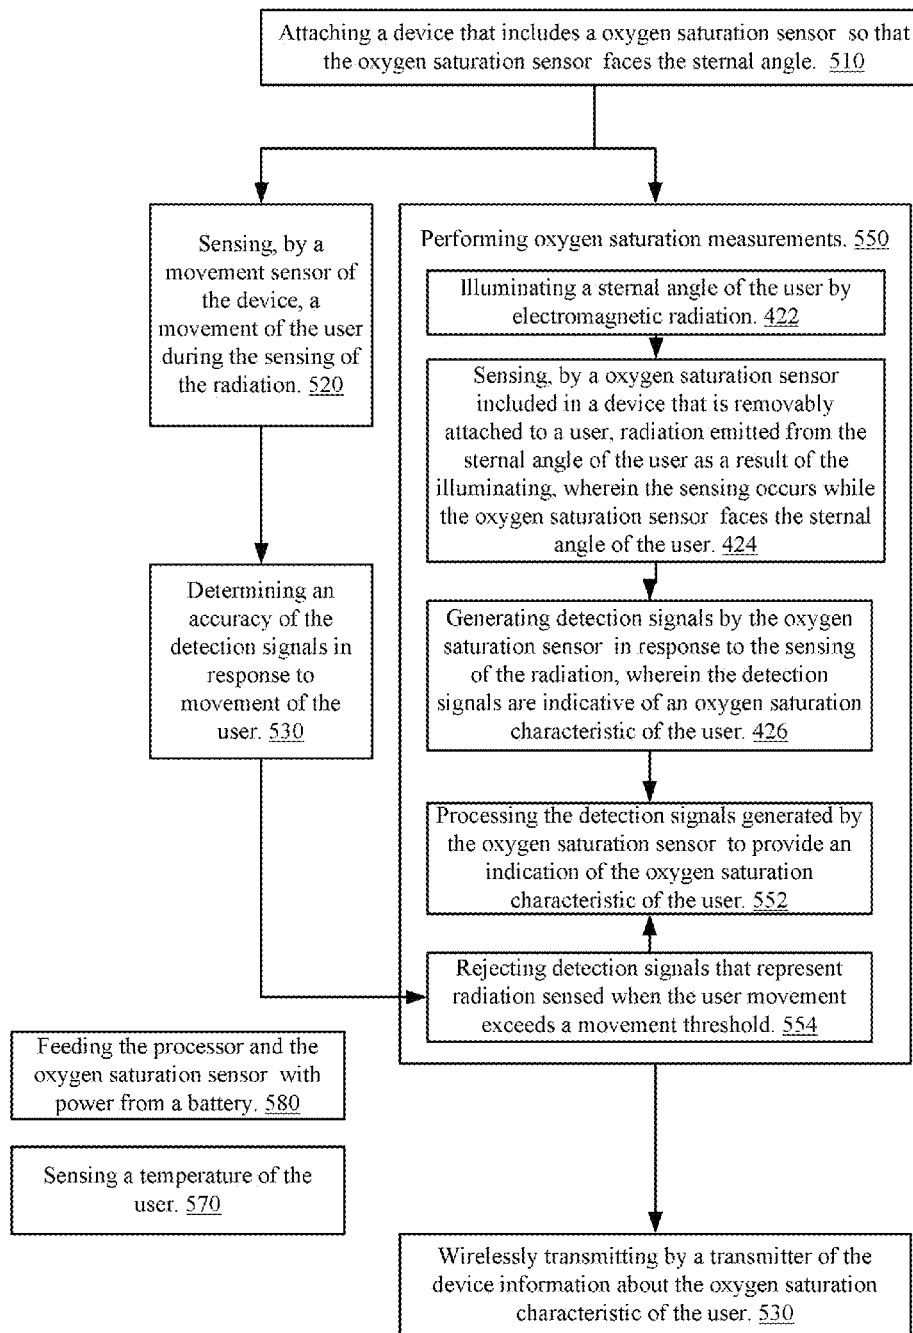 Attaching a device that includes a oxygen saturation sensor so that
the oxygen saturation sensor faces the sternal angle. 510
Sensing, by a
movement sensor of
the device, a
movement of the user
during the sensing of
the radiation. 520
Determining an
accuracy of the
detection signals in
response to
movement of the
user. 530
Performing oxygen saturation measurements. 550
Illuminating a sternal angle of the user by
electromagnetic radiation. 422
Sensing, by a oxygen saturation sensor
included in a device that is removably
attached to a user, radiation emitted from the
sternal angle of the user as a result of the
illuminating, wherein the sensing occurs while
the oxygen saturation sensor faces the sternal
angle of the user. 424
Generating detection signals by the oxygen
saturation sensor in response to the sensing
of the radiation, wherein the detection
signals are indicative of an oxygen saturation
characteristic of the user. 426
Processing the detection signals generated by
the oxygen saturation sensor to provide an
indication of the oxygen saturation
characteristic of the user. 552
Rejecting detection signals that represent
radiation sensed when the user movement
exceeds a movement threshold. 554
Feeding the processor and the
oxygen saturation sensor with
power from a battery. 580
Sensing a temperature of the
user. 570
Wirelessly transmitting by a transmitter of the
device information about the oxygen saturation
characteristic of the user. 530